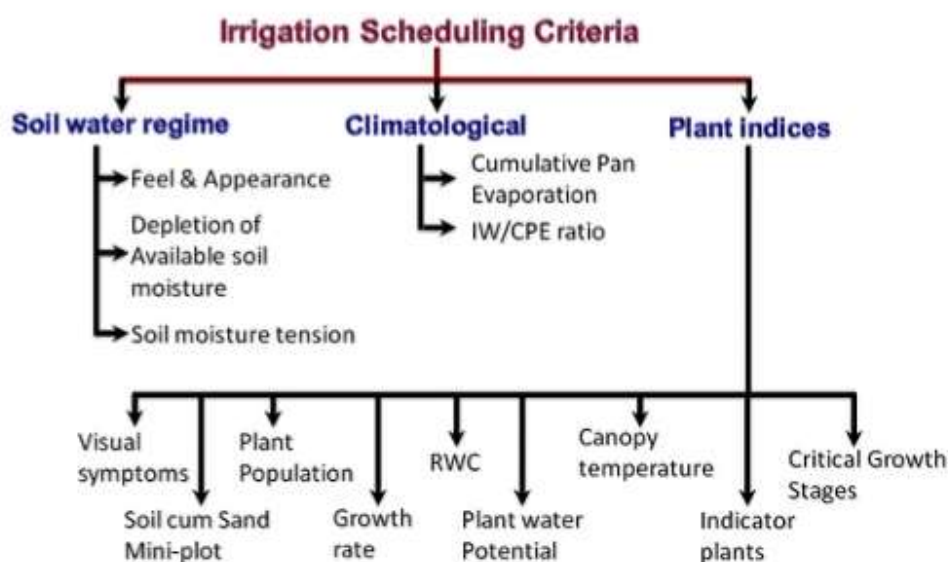 Irrigation Scheduling Criteria
Soil water regime
Feel & Appearance
Depletion of
Available soil
moisture
Soil moisture tension
Climatological
Cumulative Pan
Evaporation
IW/CPE ratio
Plant indices
Visual
symptoms
Soil cum Sand
Mini-plot
Plant
Population
Growth
rate
RWC
Plant water
Potential
Canopy
temperature
Indicator
plants
Critical Growth
Stages